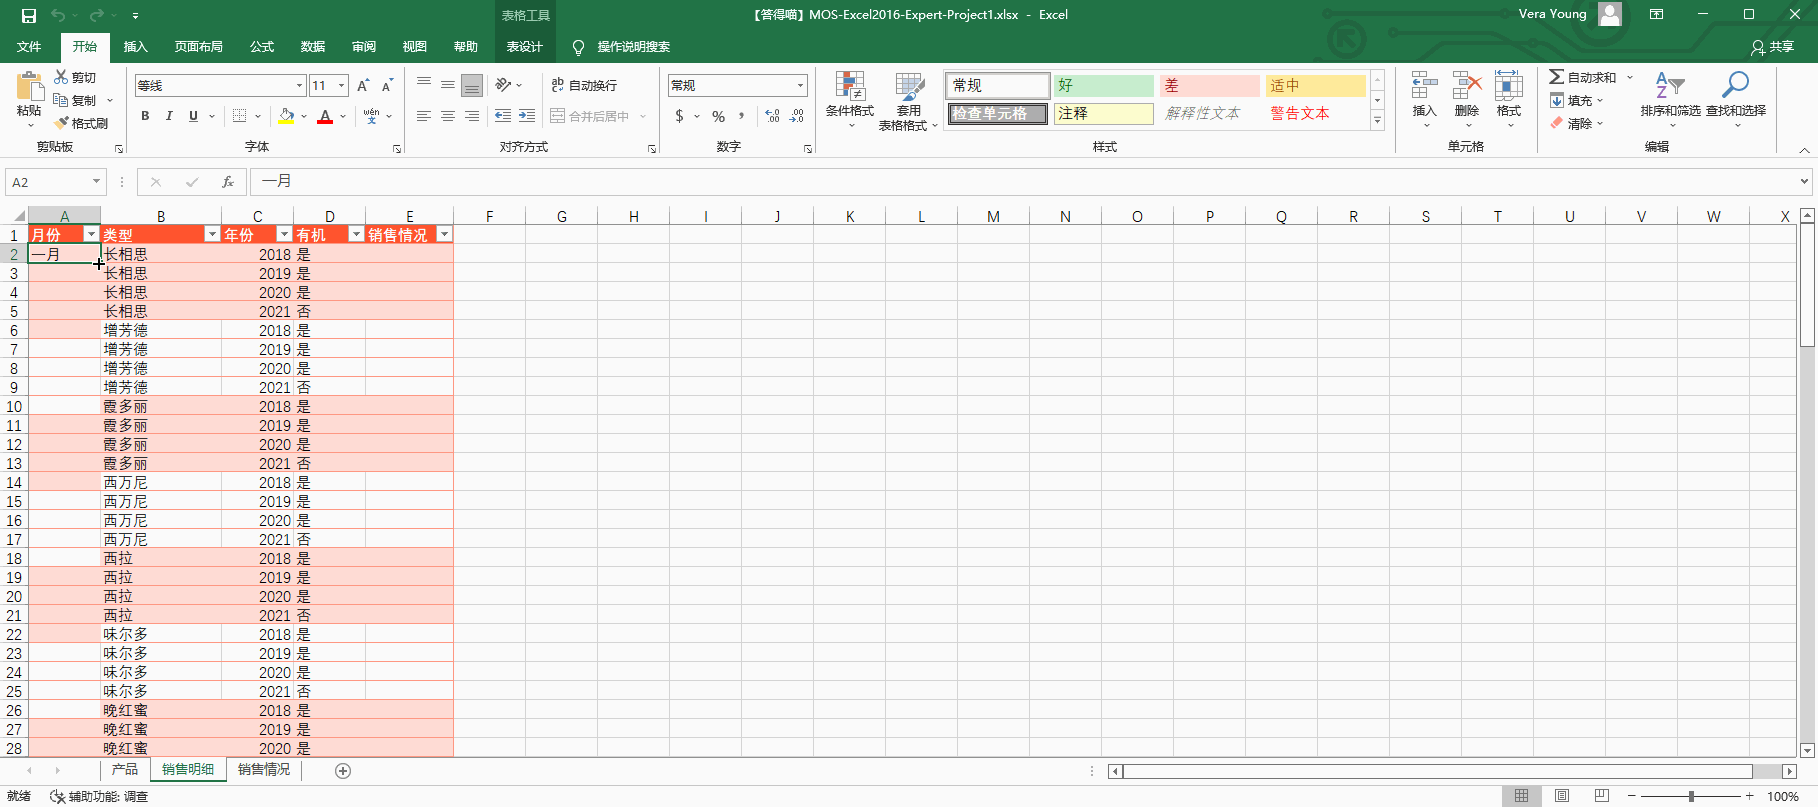 表格工具
【答得喵】MOS-Excel2016-Expert-Project1.xlsx - Excel
Vera Young
文件 开始 插入 页面布局 公式 数据 审阅 视图 帮助 表设计 操作说明搜索 共享
粘贴
剪切
复制
格式刷
剪贴板
等线 11
B I U
wén
文
字体
ab 自动换行
合并后居中
对齐方式
常规
$ % ,
数字
条件格式
套用
表格格式
常规 好 差 适中
检查单元格 注释 解释性文本 警告文本
样式
插入 删除 格式
单元格
自动求和
填充
清除
排序和筛选 查找和选择
编辑
A2 fx 一月
A B C D E F G H I J K L M N O P Q R S T U V W X
1 月份 类型 年份 有机 销售情况
2 一月 长相思 2018 是
3 长相思 2019 是
4 长相思 2020 是
5 长相思 2021 否
6 增芳德 2018 是
7 增芳德 2019 是
8 增芳德 2020 是
9 增芳德 2021 否
10 霞多丽 2018 是
11 霞多丽 2019 是
12 霞多丽 2020 是
13 霞多丽 2021 否
14 西万尼 2018 是
15 西万尼 2019 是
16 西万尼 2020 是
17 西万尼 2021 否
18 西拉 2018 是
19 西拉 2019 是
20 西拉 2020 是
21 西拉 2021 否
22 味尔多 2018 是
23 味尔多 2019 是
24 味尔多 2020 是
25 味尔多 2021 否
26 晚红蜜 2018 是
27 晚红蜜 2019 是
28 晚红蜜 2020 是
产品 销售明细 销售情况
就绪 辅助功能: 调查 100%